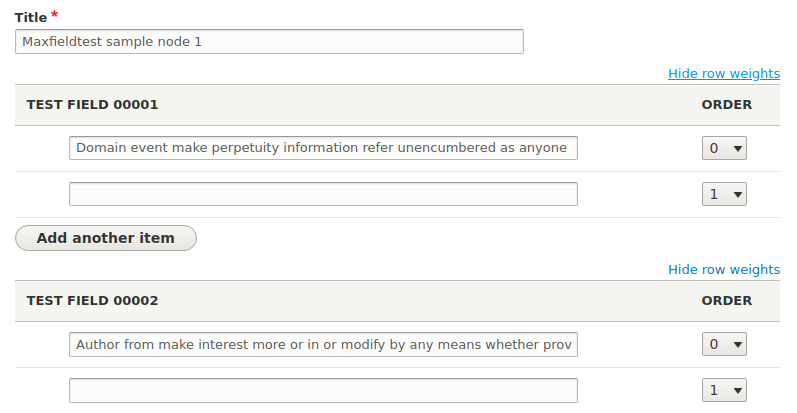 Title *
Maxfieldtest sample node 1
Hide row weights
TEST FIELD 00001 ORDER
Domain event make perpetuity information refer unencumbered as anyone 0
1
Add another item
Hide row weights
TEST FIELD 00002 ORDER
Author from make interest more or in or modify by any means whether prov 0
1